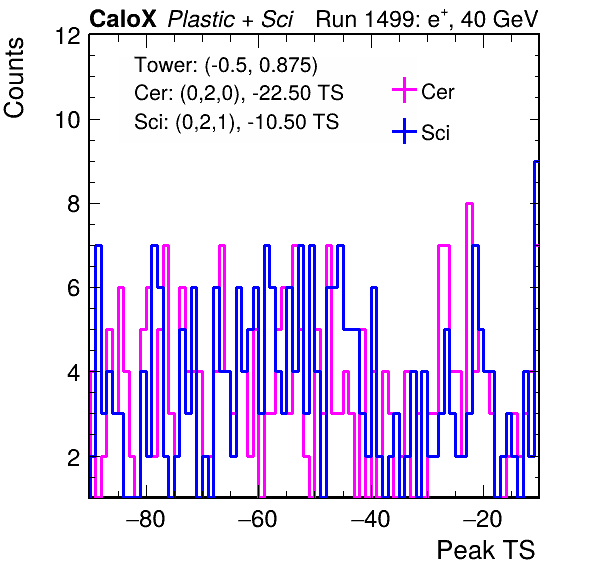 CaloX Plastic + Sci Run 1499: e⁺, 40 GeV
Counts
12
10
8
6
4
2
Tower: (-0.5, 0.875)
Cer: (0,2,0), -22.50 TS
Sci: (0,2,1), -10.50 TS
Cer
Sci
−80 −60 −40 −20
Peak TS